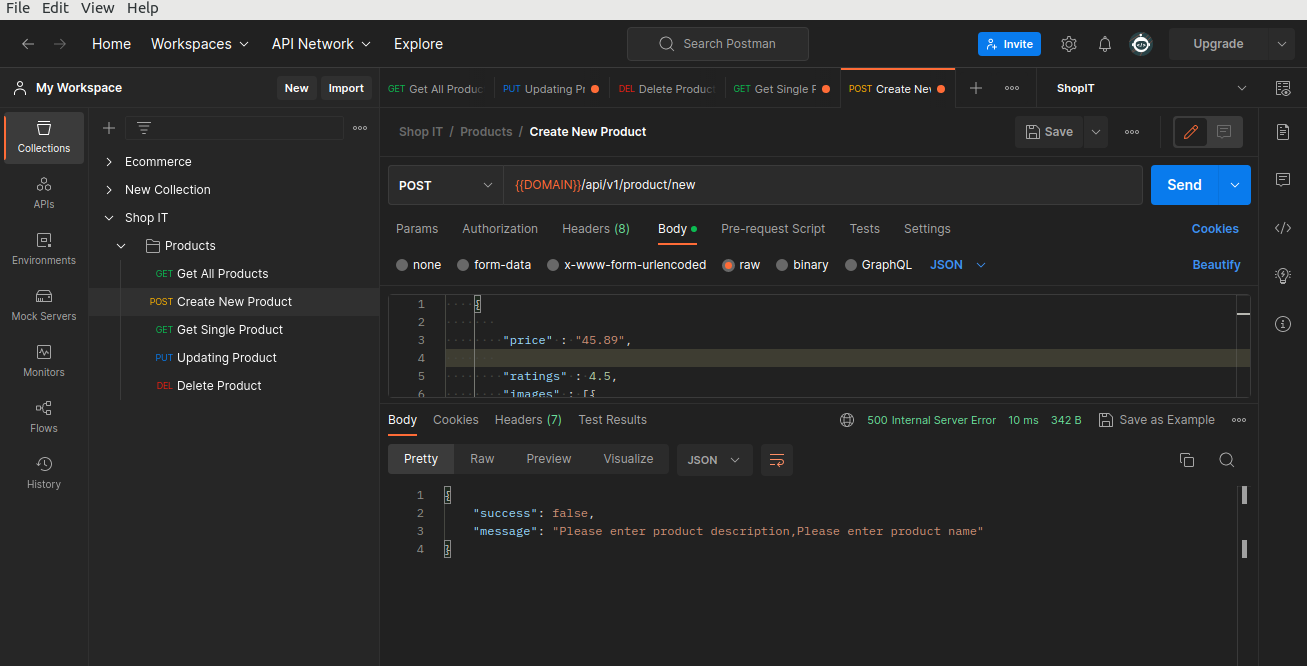 File Edit View Help
Home Workspaces API Network Explore Search Postman Invite Upgrade
My Workspace New Import
GET Get All Produc PUT Updating Pr DEL Delete Product GET Get Single P POST Create New ShopIT
Collections
APIs
Environments
Mock Servers
Monitors
Flows
History
Ecommerce
New Collection
Shop IT
Products
GET Get All Products
POST Create New Product
GET Get Single Product
PUT Updating Product
DEL Delete Product
Shop IT / Products / Create New Product Save
POST {{DOMAIN}}/api/v1/product/new Send
Params Authorization Headers (8) Body Pre-request Script Tests Settings Cookies
none form-data x-www-form-urlencoded raw binary GraphQL JSON Beautify
1 {
2
3 "price" : "45.89",
4
5 "ratings" : 4.5,
6 "images" : [{
Body Cookies Headers (7) Test Results 500 Internal Server Error 10 ms 342 B Save as Example
Pretty Raw Preview Visualize JSON
1 {
2 "success": false,
3 "message": "Please enter product description,Please enter product name"
4 }